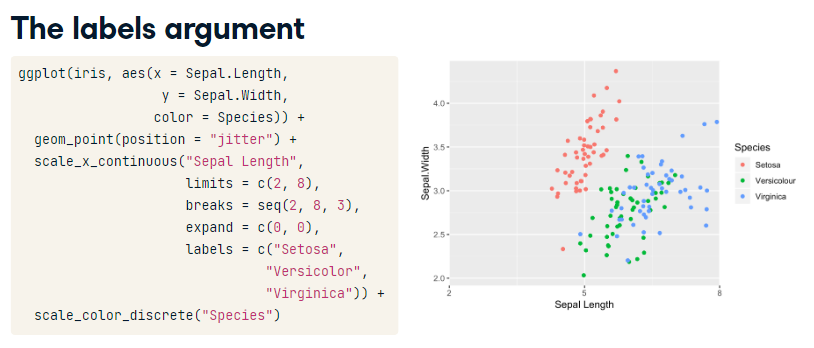 The labels argument
ggplot(iris, aes(x = Sepal.Length,
y = Sepal.Width,
color = Species)) +
geom_point(position = "jitter") +
scale_x_continuous("Sepal Length",
limits = c(2, 8),
breaks = seq(2, 8, 3),
expand = c(0, 0),
labels = c("Setosa",
"Versicolor",
"Virginica")) +
scale_color_discrete("Species")
Sepal.Width
4.0
3.5
3.0
2.5
2.0
2 5 8
Sepal Length
Species
Setosa
Versicolour
Virginica